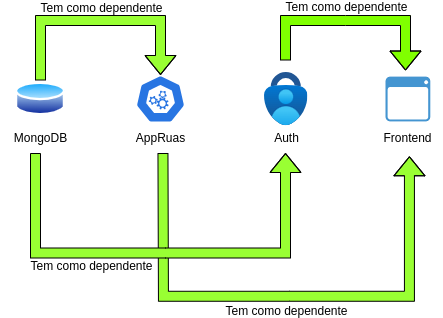 Tem como dependente
Tem como dependente
MongoDB
AppRuas
Auth
Frontend
Tem como dependente
Tem como dependente